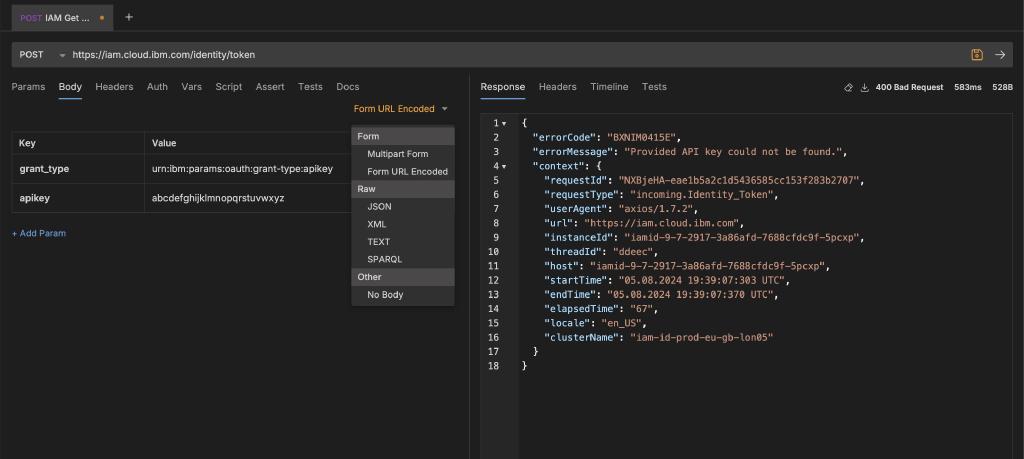 POST IAM Get ...
+
POST https://iam.cloud.ibm.com/identity/token
Params Body Headers Auth Vars Script Assert Tests Docs
Form URL Encoded
Key Value
grant_type urn:ibm:params:oauth:grant-type:apikey
apikey abcdefghijklmnopqrstuvwxyz
+ Add Param
Form
Multipart Form
Form URL Encoded
Raw
JSON
XML
TEXT
SPARQL
Other
No Body
Response Headers Timeline Tests 400 Bad Request 583ms 528B
1 {
2 "errorCode": "BXNIM0415E",
3 "errorMessage": "Provided API key could not be found.",
4 "context": {
5 "requestId": "NXBjeHA-eae1b5a2c1d5436585cc153f283b2707",
6 "requestType": "incoming.Identity_Token",
7 "userAgent": "axios/1.7.2",
8 "url": "https://iam.cloud.ibm.com",
9 "instanceId": "iamid-9-7-2917-3a86afd-7688cfdc9f-5pcxp",
10 "threadId": "ddeec",
11 "host": "iamid-9-7-2917-3a86afd-7688cfdc9f-5pcxp",
12 "startTime": "05.08.2024 19:39:07:303 UTC",
13 "endTime": "05.08.2024 19:39:07:370 UTC",
14 "elapsedTime": "67",
15 "locale": "en_US",
16 "clusterName": "iam-id-prod-eu-gb-lon05"
17 }
18 }